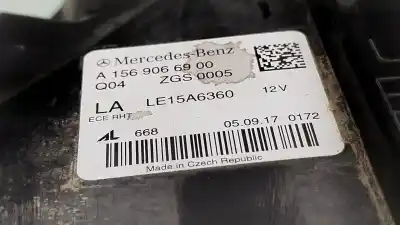 Mercedes-Benz
A 156 906 69 00
Q04 ZGS 0005
LA LE15A6360 12V
ECE RHT
AL 668 05.09.17 0172
Made in Czech Republic